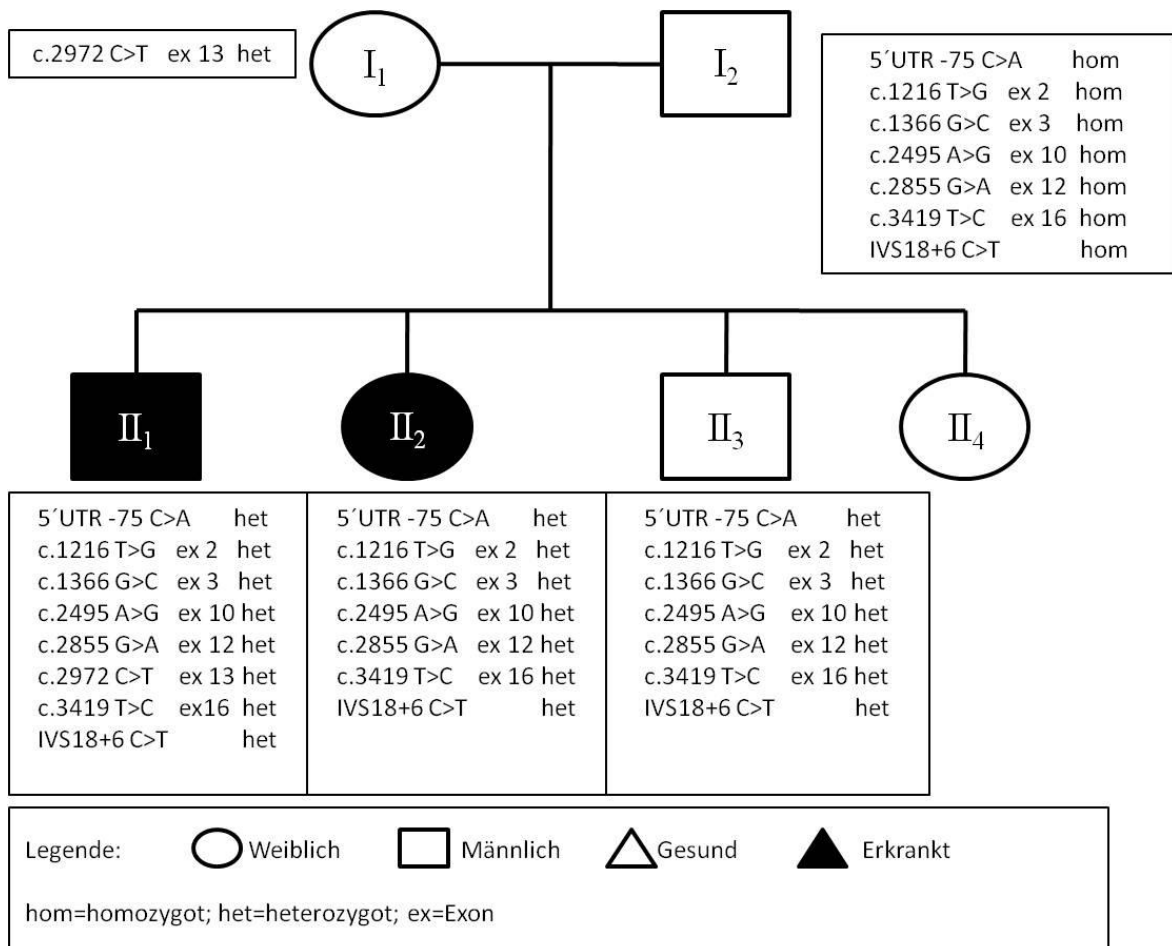 c.2972 C>T ex 13 het
I₁
I₂
5´UTR -75 C>A hom
c.1216 T>G ex 2 hom
c.1366 G>C ex 3 hom
c.2495 A>G ex 10 hom
c.2855 G>A ex 12 hom
c.3419 T>C ex 16 hom
IVS18+6 C>T hom
II₁
II₂
II₃
II₄
5´UTR -75 C>A het
c.1216 T>G ex 2 het
c.1366 G>C ex 3 het
c.2495 A>G ex 10 het
c.2855 G>A ex 12 het
c.2972 C>T ex 13 het
c.3419 T>C ex16 het
IVS18+6 C>T het
5´UTR -75 C>A het
c.1216 T>G ex 2 het
c.1366 G>C ex 3 het
c.2495 A>G ex 10 het
c.2855 G>A ex 12 het
c.3419 T>C ex 16 het
IVS18+6 C>T het
5´UTR -75 C>A het
c.1216 T>G ex 2 het
c.1366 G>C ex 3 het
c.2495 A>G ex 10 het
c.2855 G>A ex 12 het
c.3419 T>C ex 16 het
IVS18+6 C>T het
Legende: Weiblich Männlich Gesund Erkrankt
hom=homozygot; het=heterozygot; ex=Exon